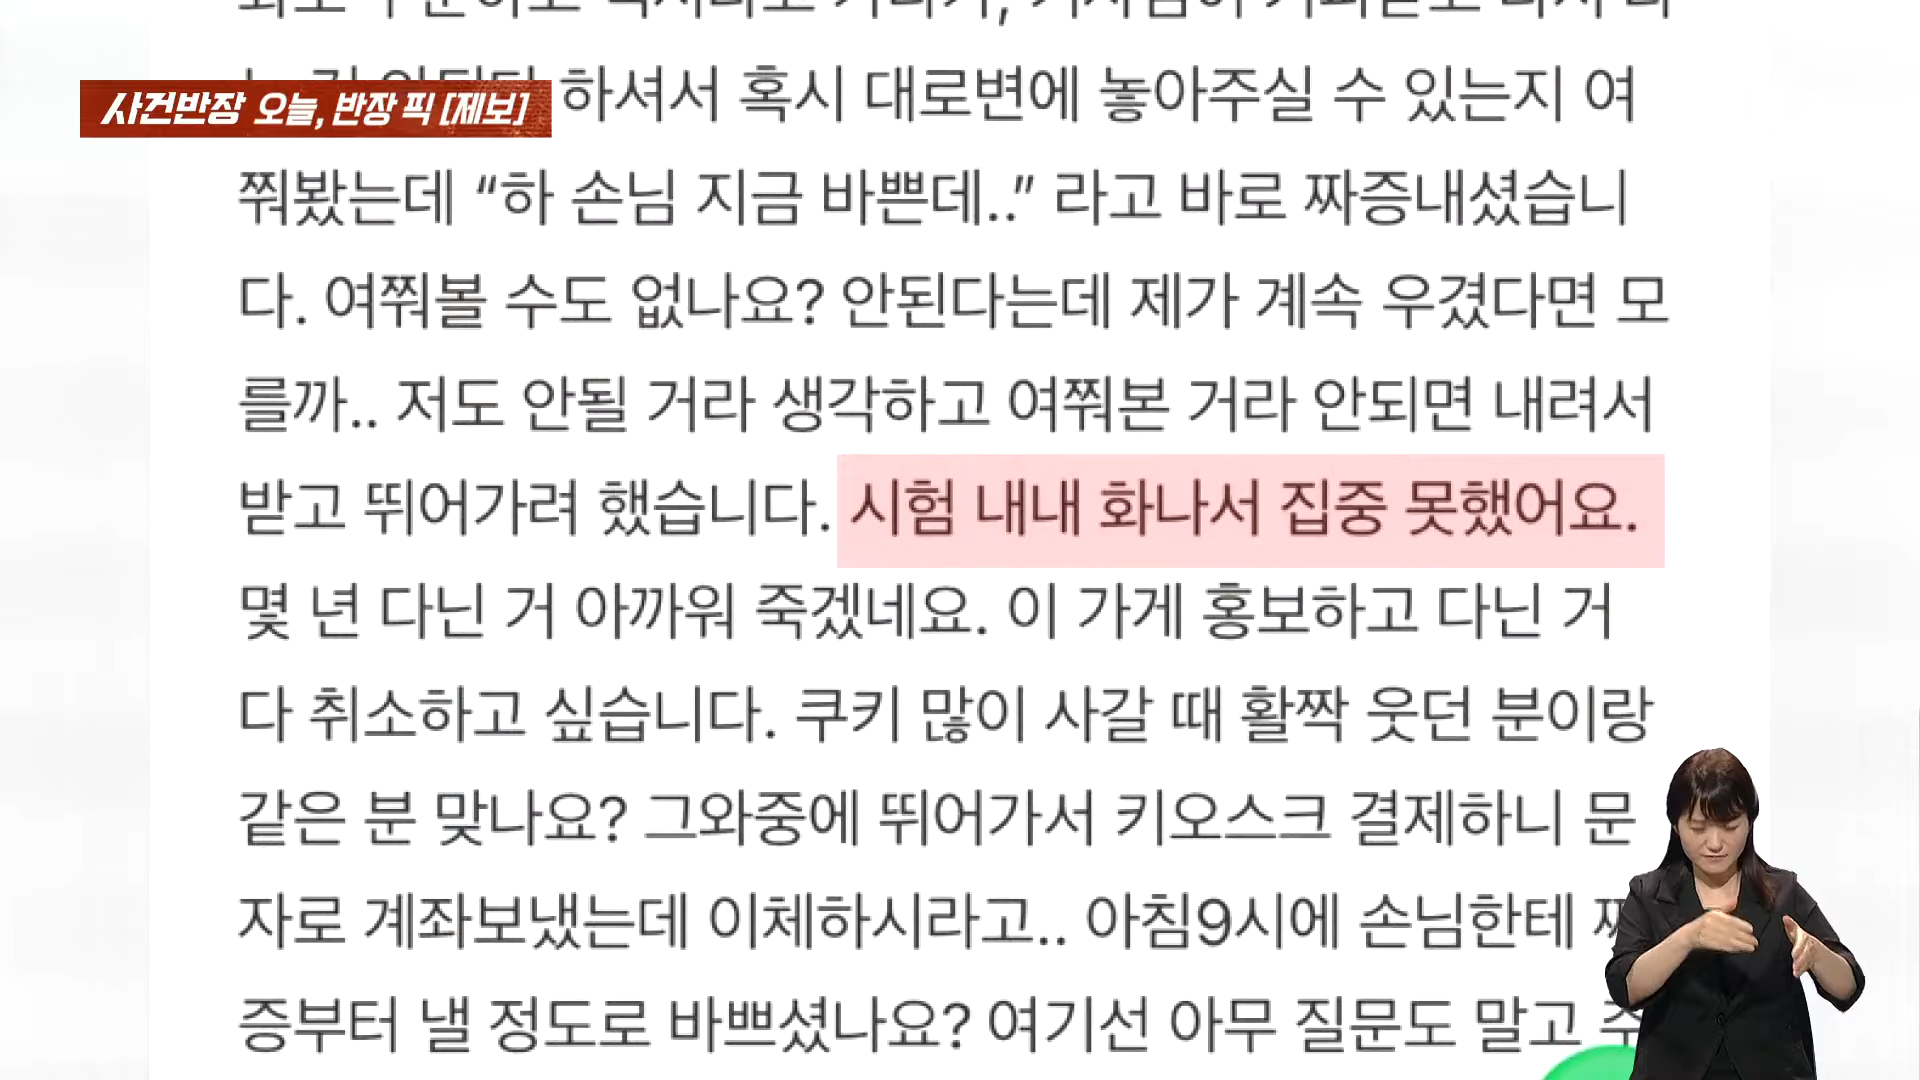 사건반장 오늘, 반장 픽 [제보]
하셔서 혹시 대로변에 놓아주실 수 있는지 여
쭤봤는데 “하 손님 지금 바쁜데..” 라고 바로 짜증내셨습니
다. 여쭤볼 수도 없나요? 안된다는데 제가 계속 우겼다면 모
를까.. 저도 안될 거라 생각하고 여쭤본 거라 안되면 내려서
받고 뛰어가려 했습니다. 시험 내내 화나서 집중 못했어요.
몇 년 다닌 거 아까워 죽겠네요. 이 가게 홍보하고 다닌 거
다 취소하고 싶습니다. 쿠키 많이 사갈 때 활짝 웃던 분이랑
같은 분 맞나요? 그와중에 뛰어가서 키오스크 결제하니 문
자로 계좌보냈는데 이체하시라고.. 아침9시에 손님한테
증부터 낼 정도로 바쁘셨나요? 여기선 아무 질문도 말고